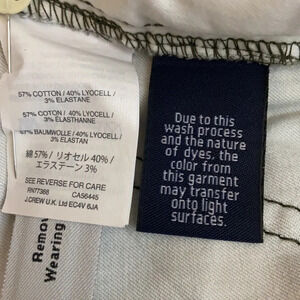 57% COTTON / 40% LYOCELL /
3% ELASTANE
57% COTONE / 40% LYOCELL /
3% ELASTHANNE
57% BAUMWOLLE / 40% LYOCELL /
3% ELASTAN
綿 57% / リオセル 40% /
エラステーン 3%
SEE REVERSE FOR CARE
RN77388 CA56445
J.CREW U.K. Ltd EC4V 6JA
Remov
Wearing
Due to this
wash process
and the nature
of dyes, the
color from
this garment
may transfer
onto light
surfaces.